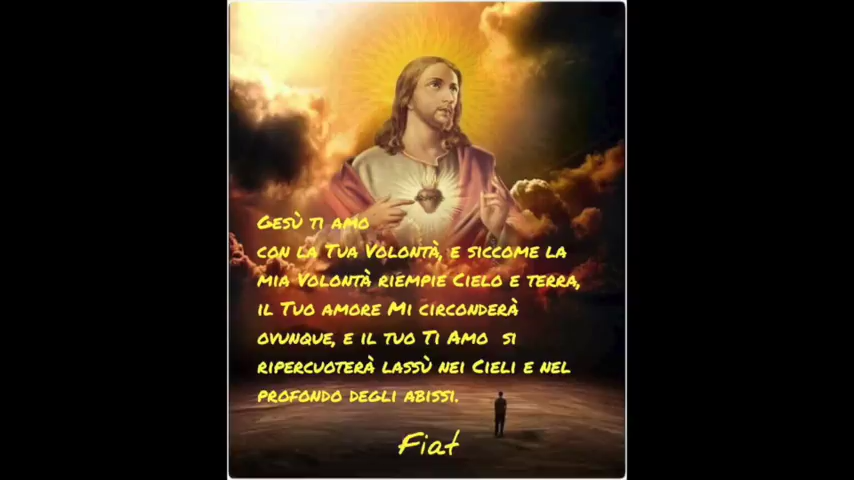 Gesù ti amo
con la Tua Volontà, e siccome la
mia Volontà riempie Cielo e terra,
il Tuo amore Mi circonderà
ovunque, e il tuo Ti Amo si
ripercuoterà lassù nei Cieli e nel
profondo degli abissi.
Fiat